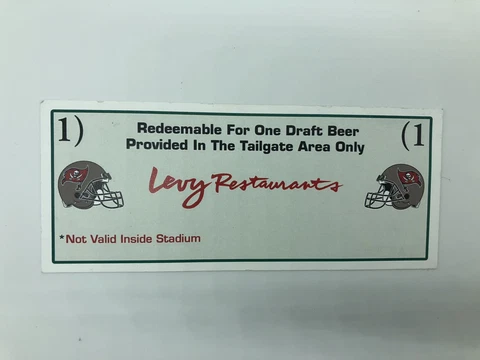 1) Redeemable For One Draft Beer (1
Provided In The Tailgate Area Only
Levy Restaurants
*Not Valid Inside Stadium